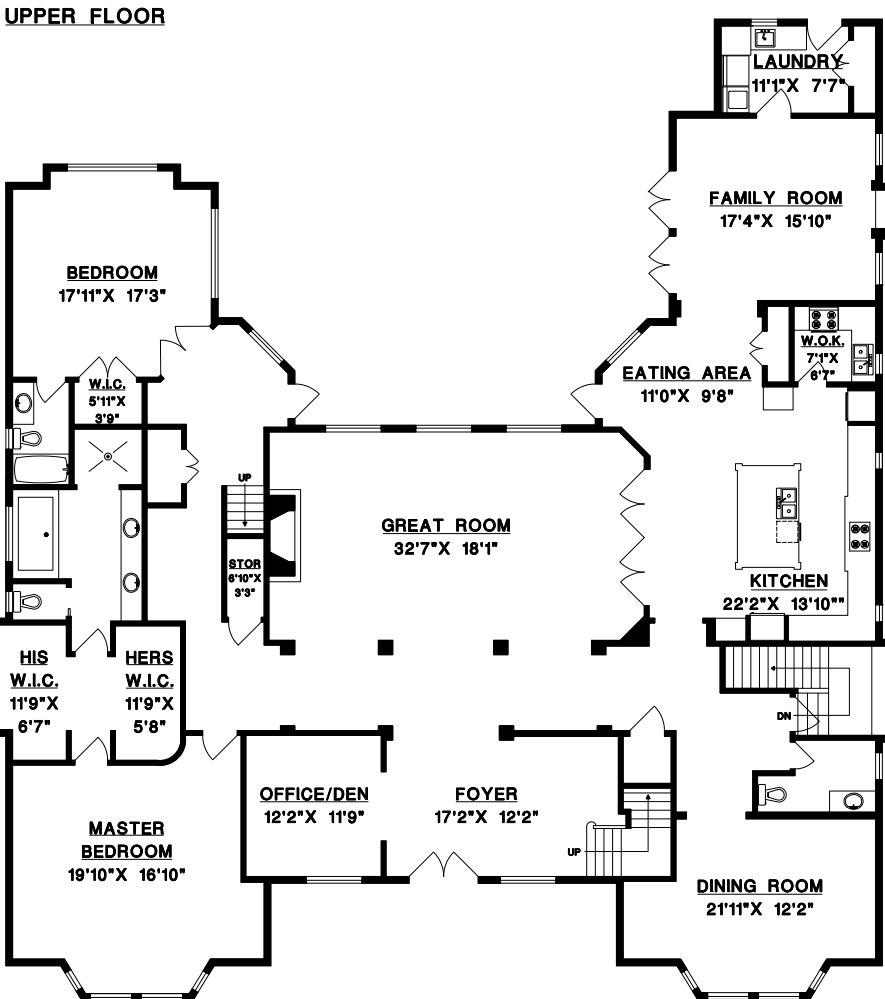 UPPER FLOOR
LAUNDRY
11'1"X 7'7"
FAMILY ROOM
17'4"X 15'10"
BEDROOM
17'11"X 17'3"
W.O.K.
7'1"X
6'7"
EATING AREA
11'0"X 9'8"
W.I.C.
5'11"X
3'9"
UP
GREAT ROOM
32'7"X 18'1"
STOR
6'10"X
3'3"
KITCHEN
22'2"X 13'10""
HIS
W.I.C.
11'9"X
6'7"
HERS
W.I.C.
11'9"X
5'8"
DN
OFFICE/DEN
12'2"X 11'9"
FOYER
17'2"X 12'2"
UP
MASTER
BEDROOM
19'10"X 16'10"
DINING ROOM
21'11"X 12'2"